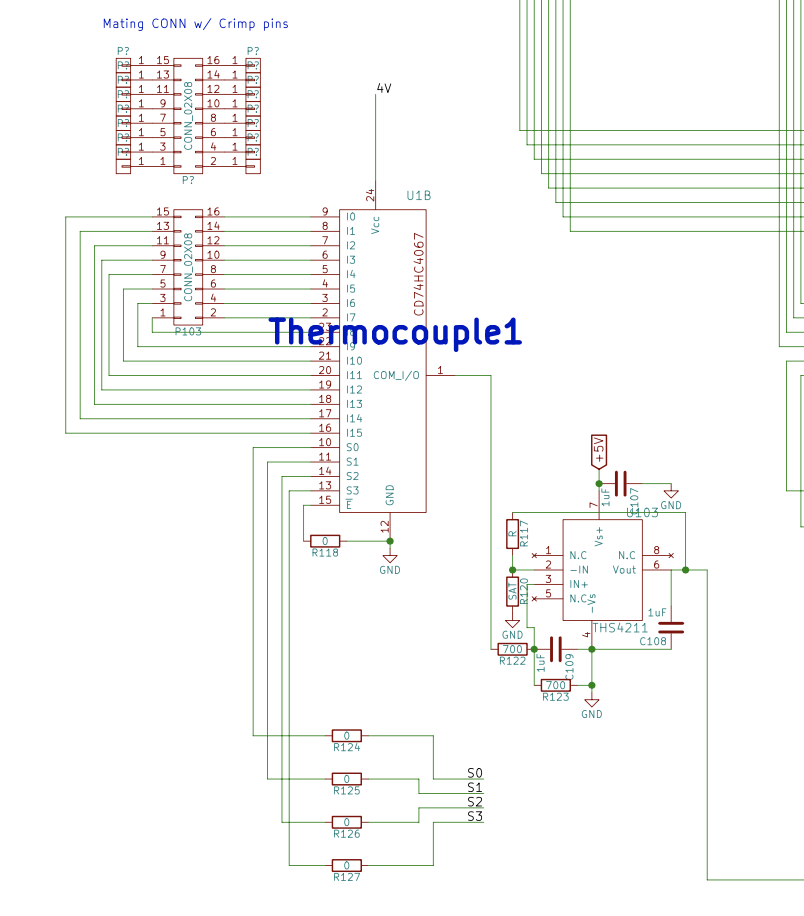 Mating CONN w/ Crimp pins
P? P?
P? 1 15 16 1 P?
P? 1 13 14 1 P?
P? 1 11 12 1 P?
P? 1 9 10 1 P?
P? 1 7 8 1 P?
P? 1 5 6 1 P?
P? 1 3 4 1 P?
1 1 2 1
CONN_02X08
P?
4V
24
U1B
Vcc
CD74HC4067
15 16 9 I0
13 14 8 I1
11 12 7 I2
9 10 6 I3
7 8 5 I4
5 6 4 I5
3 4 3 I6
1 2 2 I7
CONN_02X08
P103
Thermocouple1
23
22 I9
21 I10
20 I11 COM_I/O 1
19 I12
18 I13
17 I14
16 I15
10 S0
11 S1
14 S2
13 S3
15 E
GND
12
0
R118
GND
+5V
1uF
C107
GND
7
U103
Vs+
R
R117
1 N.C N.C 8
2 -IN Vout 6
3 IN+
5 N.C
-Vs
SAT
R120
GND
4
THS4211
1uF
C108
700
R122
1uF
C109
700
R123
GND
0
R124
0
R125
0
R126
0
R127
S0
S1
S2
S3